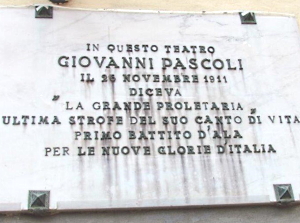 IN QUESTO TEATRO
GIOVANNI PASCOLI
IL 26 NOVEMBRE 1911
DICEVA
"LA GRANDE PROLETARIA"
ULTIMA STROFE DEL SUO CANTO DI VITA
PRIMO BATTITO D'ALA
PER LE NUOVE GLORIE D'ITALIA